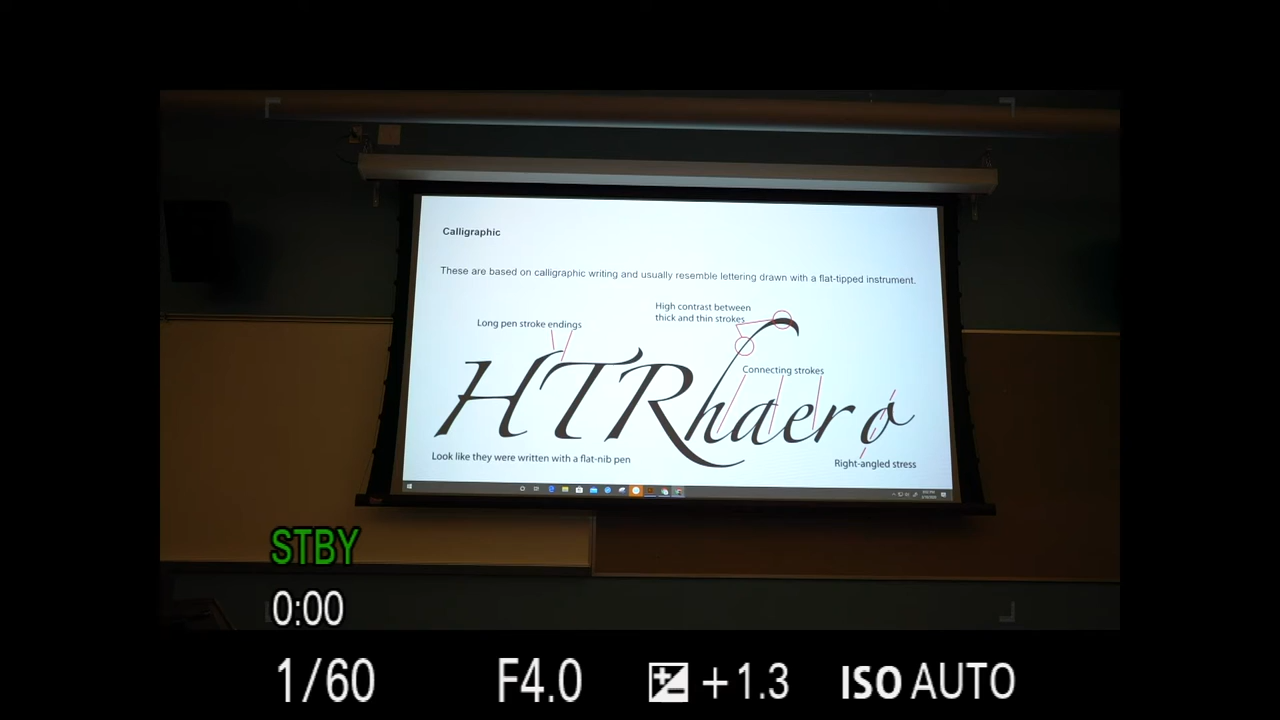 Calligraphic
These are based on calligraphic writing and usually resemble lettering drawn with a flat-tipped instrument.
High contrast between
thick and thin strokes
Long pen stroke endings
Connecting strokes
HTRhaero
Look like they were written with a flat-nib pen
Right-angled stress
STBY
0:00
1/60 F4.0 +1.3 ISO AUTO